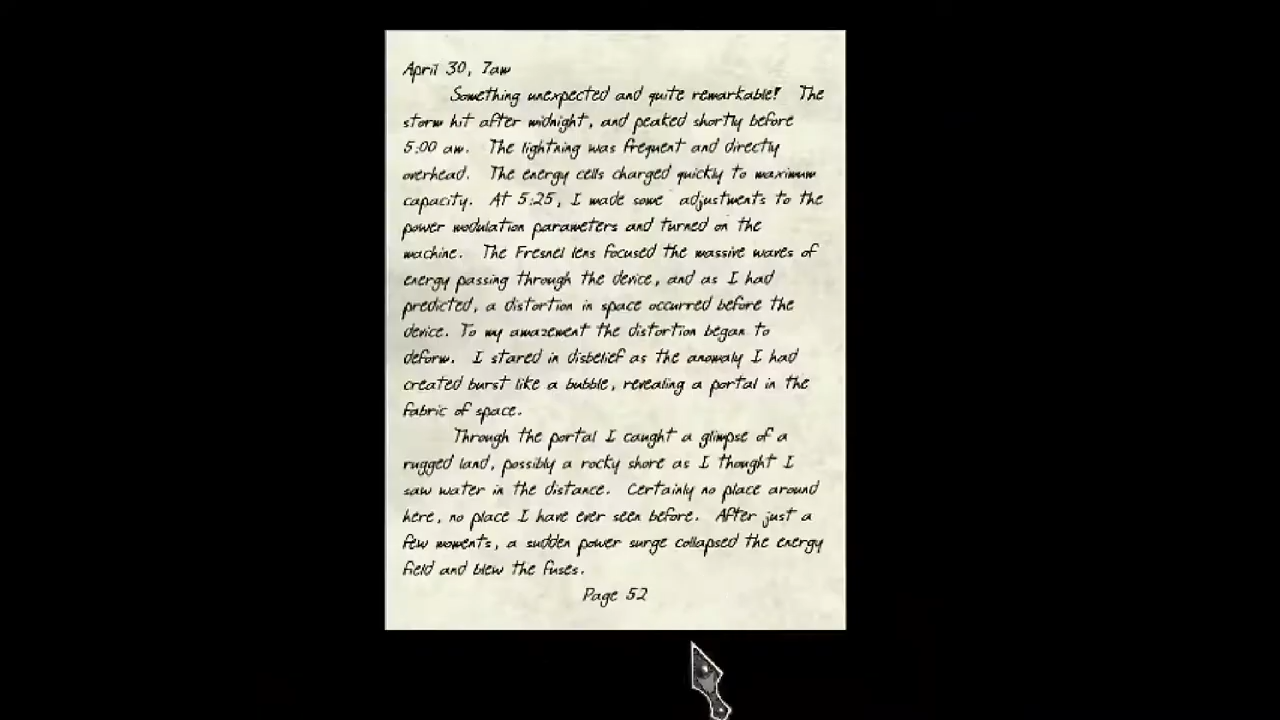 April 30, 7am
Something unexpected and quite remarkable! The
storm hit after midnight, and peaked shortly before
5:00 am. The lightning was frequent and directly
overhead. The energy cells charged quickly to maximum
capacity. At 5:25, I made some adjustments to the
power modulation parameters and turned on the
machine. The Fresnel lens focused the massive waves of
energy passing through the device, and as I had
predicted, a distortion in space occurred before the
device. To my amazement the distortion began to
deform. I stared in disbelief as the anomaly I had
created burst like a bubble, revealing a portal in the
fabric of space.
Through the portal I caught a glimpse of a
rugged land, possibly a rocky shore as I thought I
saw water in the distance. Certainly no place around
here, no place I have ever seen before. After just a
few moments, a sudden power surge collapsed the energy
field and blew the fuses.
Page 52